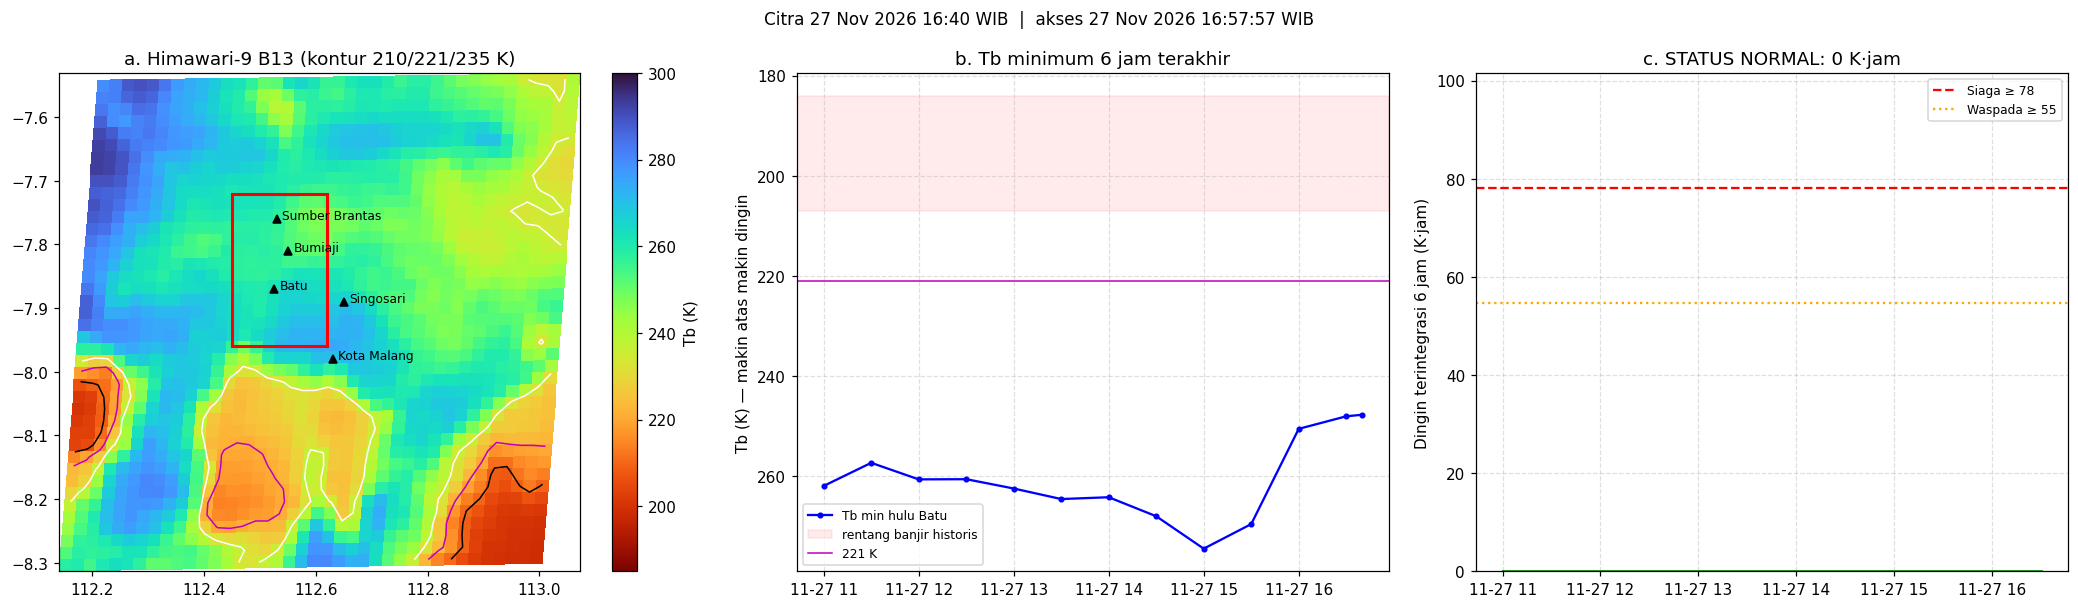 Citra 27 Nov 2026 16:40 WIB | akses 27 Nov 2026 16:57:57 WIB
a. Himawari-9 B13 (kontur 210/221/235 K)
−7.6
−7.7
−7.8
−7.9
−8.0
−8.1
−8.2
−8.3
112.2
112.4
112.6
112.8
113.0
Sumber Brantas
Bumiaji
Batu
Singosari
Kota Malang
300
280
260
240
220
200
Tb (K)
b. Tb minimum 6 jam terakhir
Tb (K) — makin atas makin dingin
180
200
220
240
260
Tb min hulu Batu
rentang banjir historis
221 K
11-27 11
11-27 12
11-27 13
11-27 14
11-27 15
11-27 16
c. STATUS NORMAL: 0 K·jam
Dingin terintegrasi 6 jam (K·jam)
100
80
60
40
20
0
Siaga ≥ 78
Waspada ≥ 55
11-27 11
11-27 12
11-27 13
11-27 14
11-27 15
11-27 16